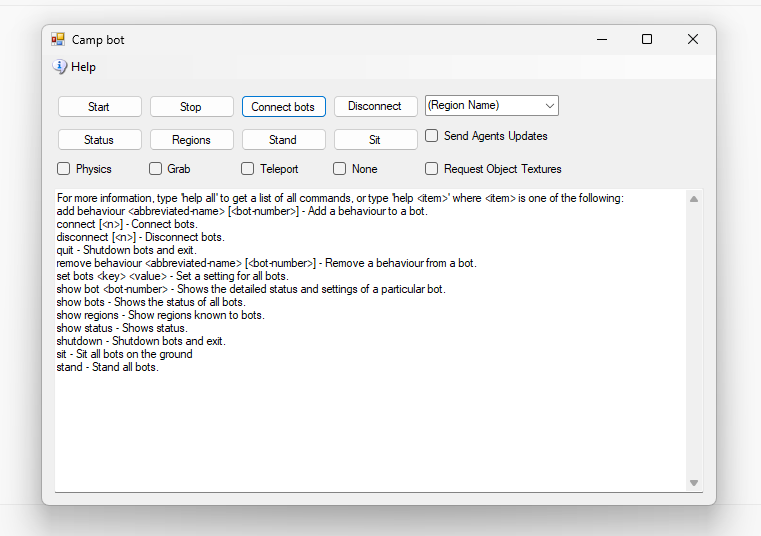 Camp bot
Help
Start Stop Connect bots Disconnect (Region Name)
Status Regions Stand Sit Send Agents Updates
Physics Grab Teleport None Request Object Textures
For more information, type 'help all' to get a list of all commands, or type 'help <item>' where <item> is one of the following:
add behaviour <abbreviated-name> [<bot-number>] - Add a behaviour to a bot.
connect [<n>] - Connect bots.
disconnect [<n>] - Disconnect bots.
quit - Shutdown bots and exit.
remove behaviour <abbreviated-name> [<bot-number>] - Remove a behaviour from a bot.
set bots <key> <value> - Set a setting for all bots.
show bot <bot-number> - Shows the detailed status and settings of a particular bot.
show bots - Shows the status of all bots.
show regions - Show regions known to bots.
show status - Shows status.
shutdown - Shutdown bots and exit.
sit - Sit all bots on the ground
stand - Stand all bots.